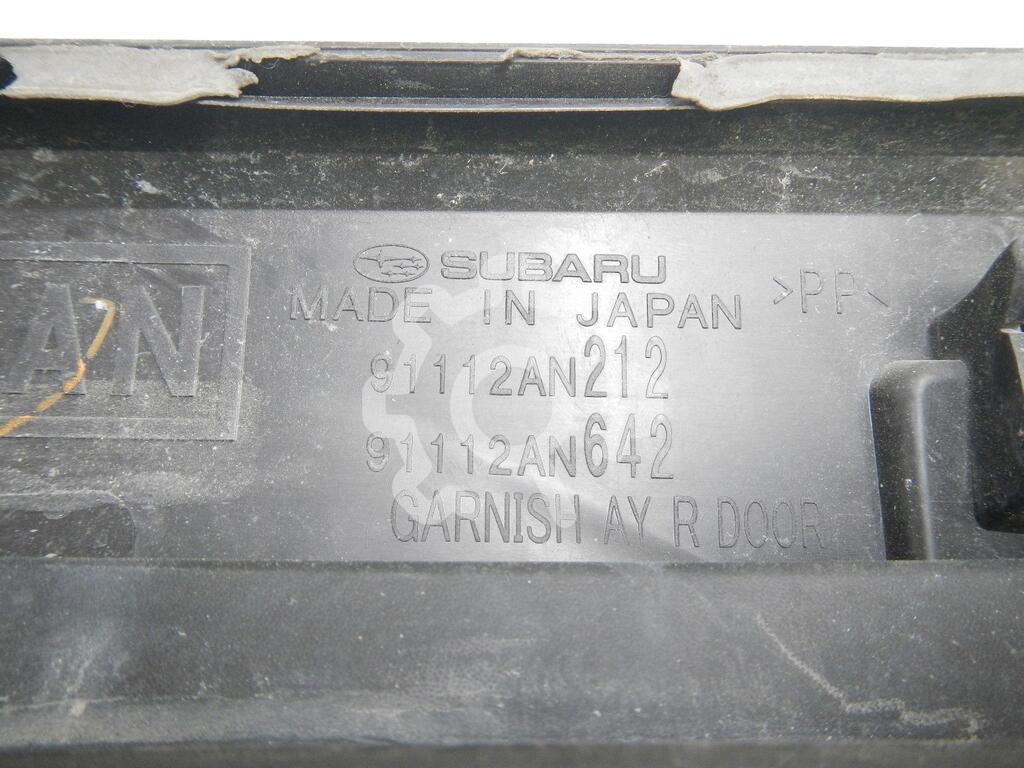 SUBARU
MADE IN JAPAN >PP<
91112AN212
91112AN642
GARNISH AY R DOOR
AN